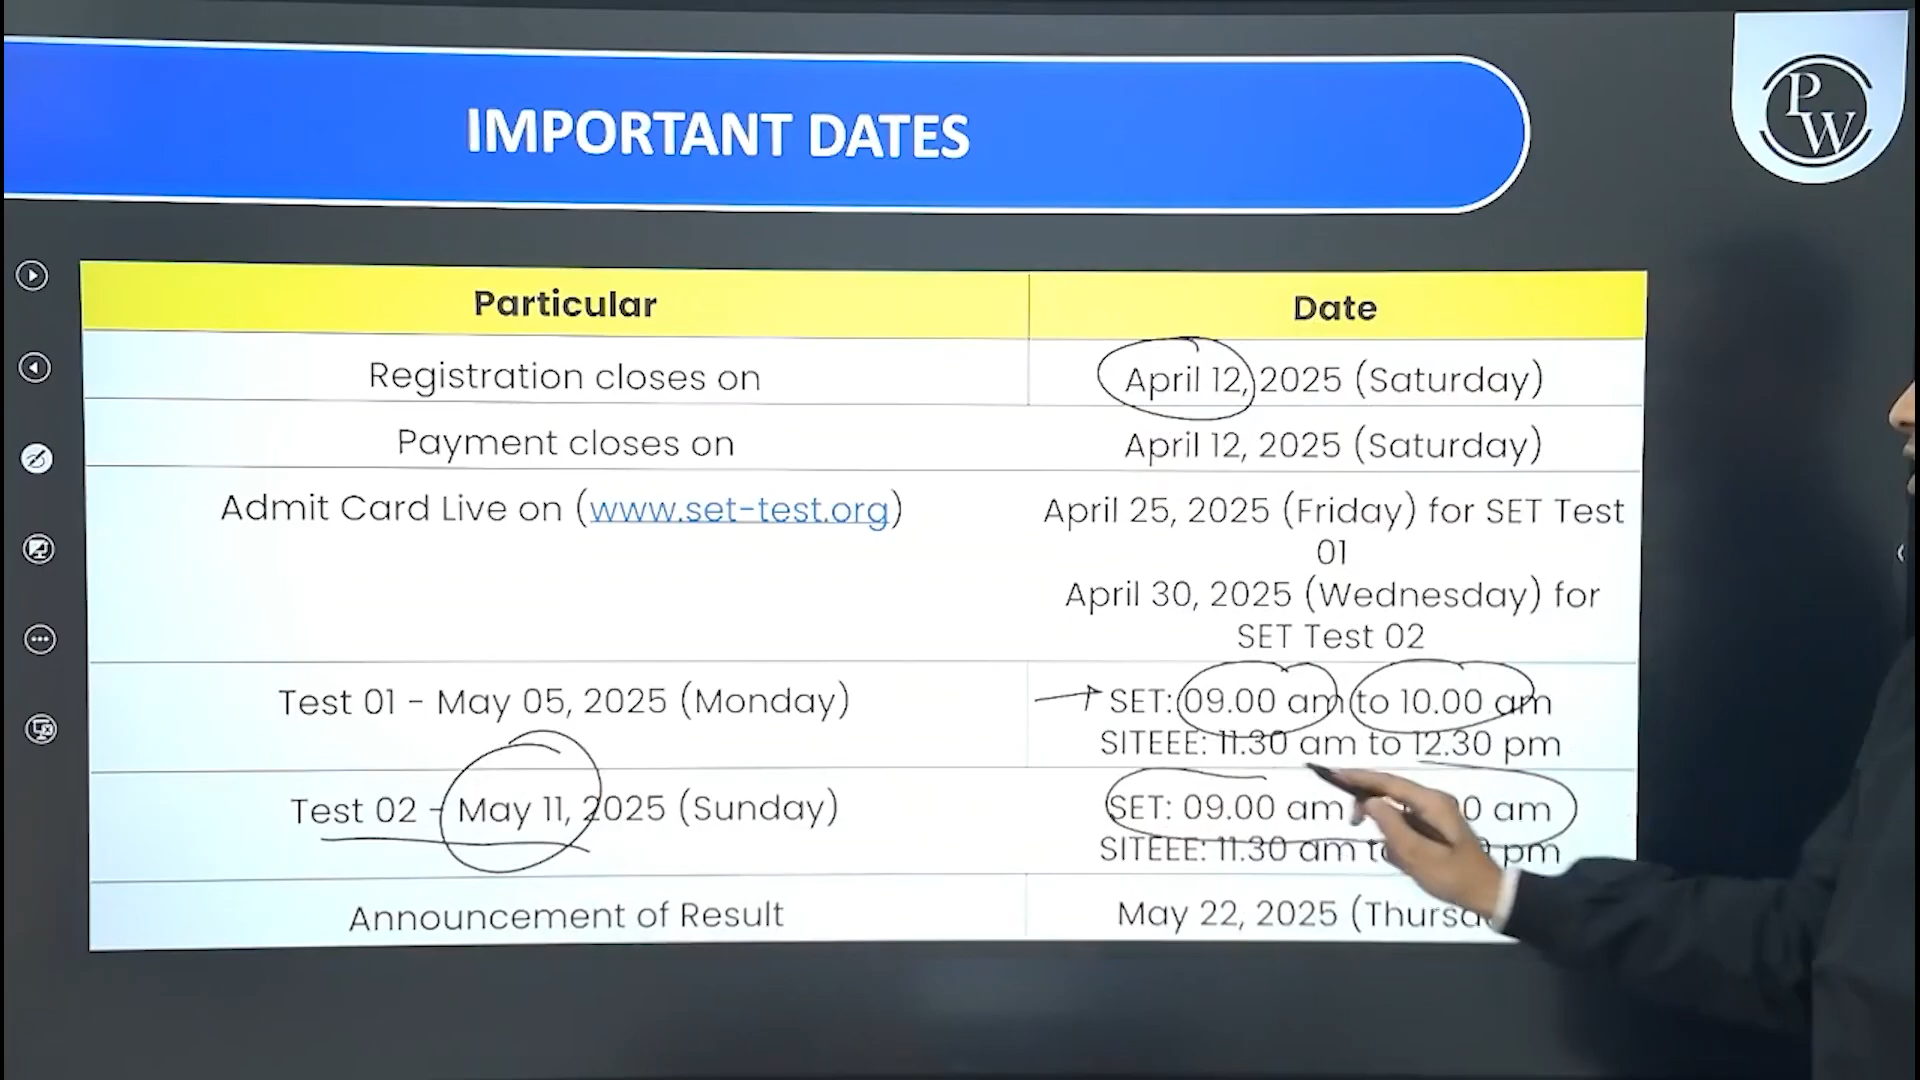 IMPORTANT DATES
PW
Particular
Date
Registration closes on
April 12, 2025 (Saturday)
Payment closes on
April 12, 2025 (Saturday)
Admit Card Live on (www.set-test.org)
April 25, 2025 (Friday) for SET Test
01
April 30, 2025 (Wednesday) for
SET Test 02
Test 01 - May 05, 2025 (Monday)
SET: 09.00 am to 10.00 am
SITEEE: 11.30 am to 12.30 pm
Test 02 - May 11, 2025 (Sunday)
SET: 09.00 am am
SITEEE: 11.30 am pm
Announcement of Result
May 22, 2025